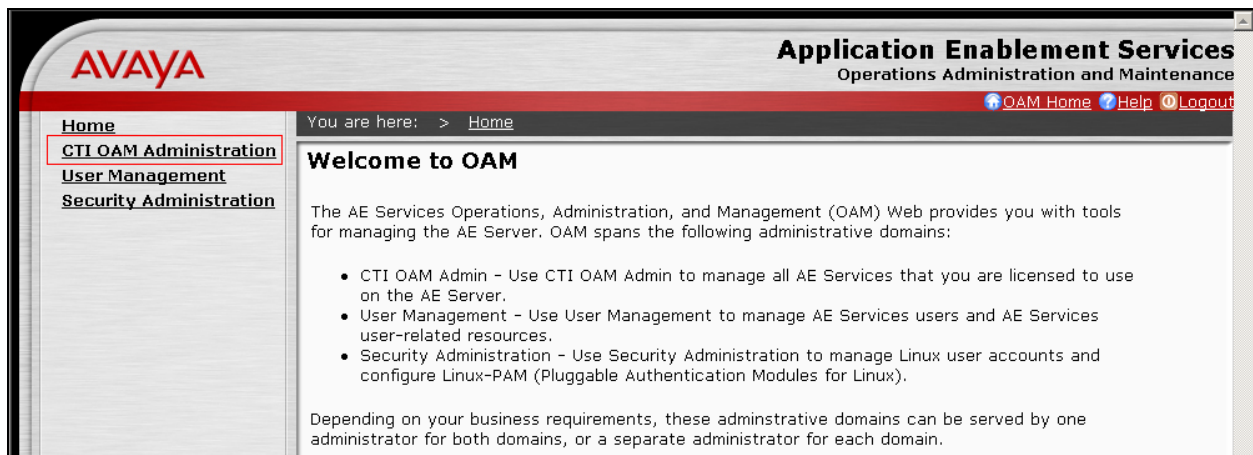 AVAYA
Application Enablement Services
Operations Administration and Maintenance
OAM Home Help Logout
Home
CTI OAM Administration
User Management
Security Administration
You are here: > Home
Welcome to OAM
The AE Services Operations, Administration, and Management (OAM) Web provides you with tools
for managing the AE Server. OAM spans the following administrative domains:
• CTI OAM Admin - Use CTI OAM Admin to manage all AE Services that you are licensed to use
on the AE Server.
• User Management - Use User Management to manage AE Services users and AE Services
user-related resources.
• Security Administration - Use Security Administration to manage Linux user accounts and
configure Linux-PAM (Pluggable Authentication Modules for Linux).
Depending on your business requirements, these adminstrative domains can be served by one
administrator for both domains, or a separate administrator for each domain.